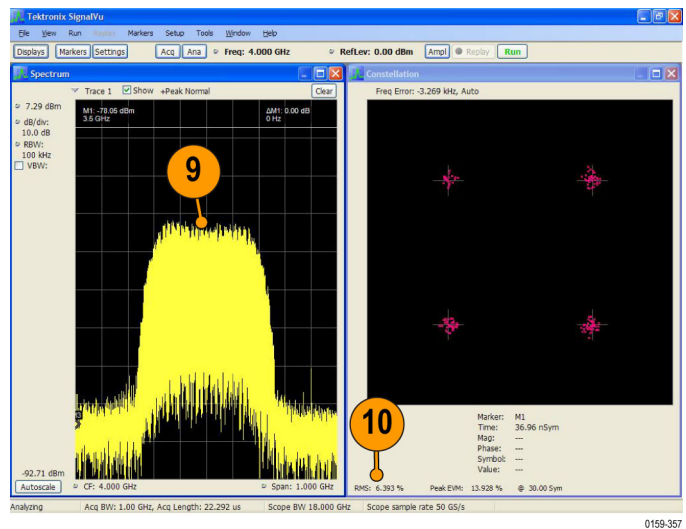 Tektronix SignalVu
File View Run Replay Markers Setup Tools Window Help
Displays Markers Settings Acq Ana Freq: 4.000 GHz RefLev: 0.00 dBm Ampl Replay Run
Spectrum
Trace 1 Show +Peak Normal Clear
7.29 dBm
dB/div:
10.0 dB
RBW:
100 kHz
VBW:
M1: -78.05 dBm
3.5 GHz
ΔM1: 0.00 dB
0 Hz
9
-92.71 dBm
Autoscale CF: 4.000 GHz Span: 1.000 GHz
Constellation
Freq Error: -3.269 kHz, Auto
10
Marker: M1
Time: 36.96 nSym
Mag: ---
Phase: ---
Symbol: ---
Value: ---
RMS: 6.393 % Peak EVM: 13.928 % @ 30.00 Sym
Analyzing Acq BW: 1.00 GHz, Acq Length: 22.292 us Scope BW 18.000 GHz Scope sample rate 50 GS/s
0159-357